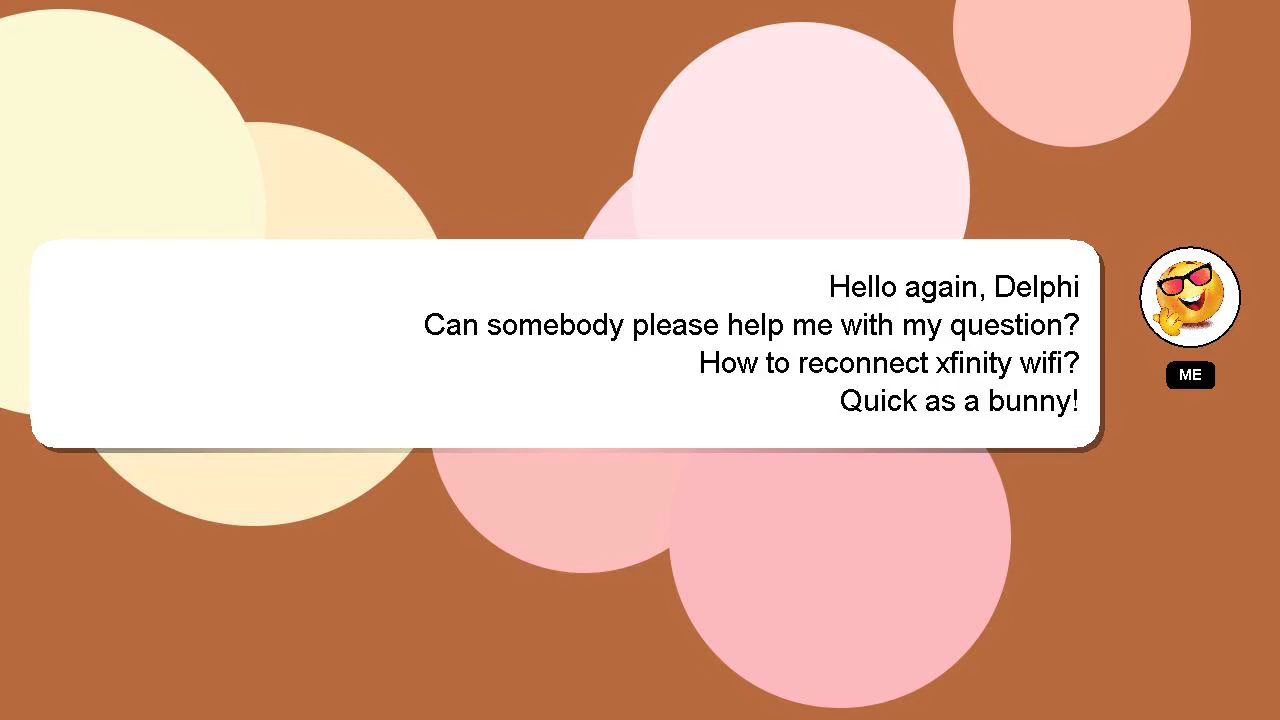 Hello again, Delphi
Can somebody please help me with my question?
How to reconnect xfinity wifi?
Quick as a bunny!
ME